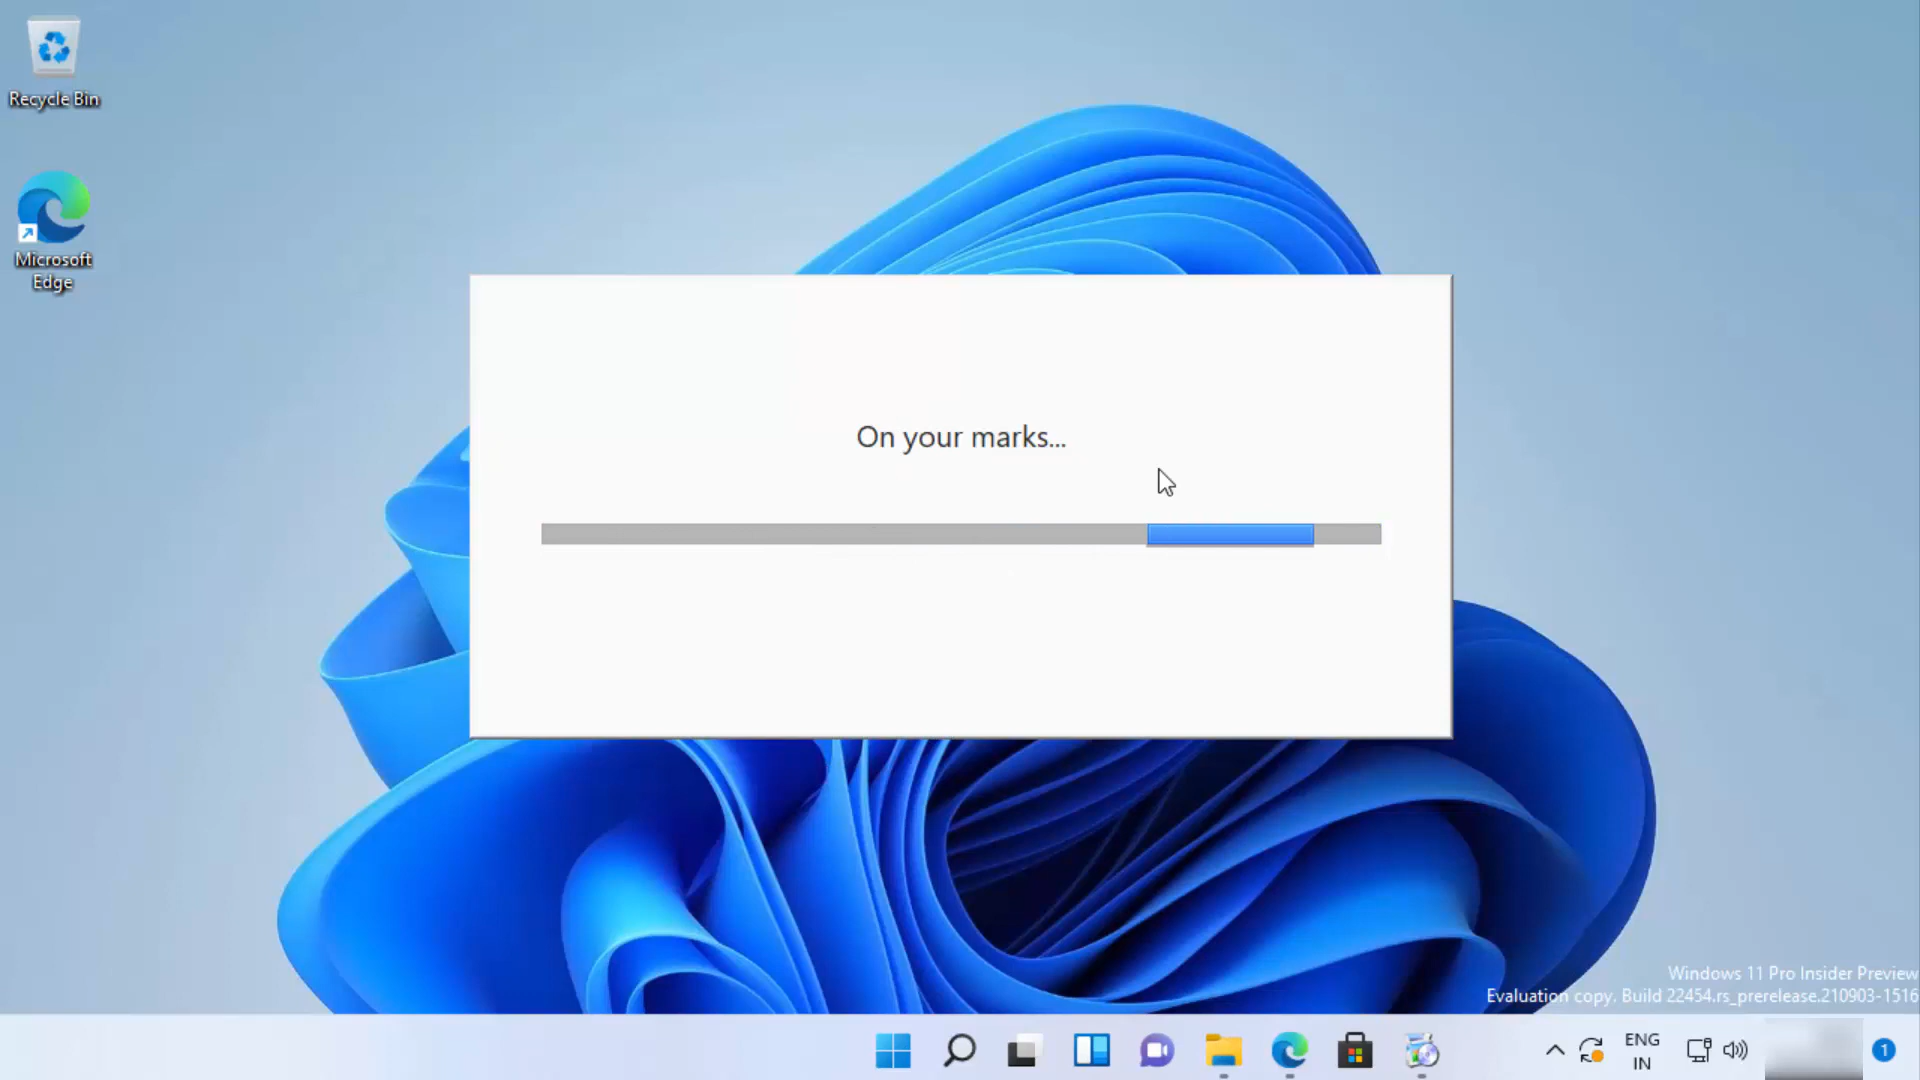 Recycle Bin
Microsoft
Edge
On your marks...
Windows 11 Pro Insider Preview
Evaluation copy. Build 22454.rs_prerelease.210903-1516
ENG
IN
1